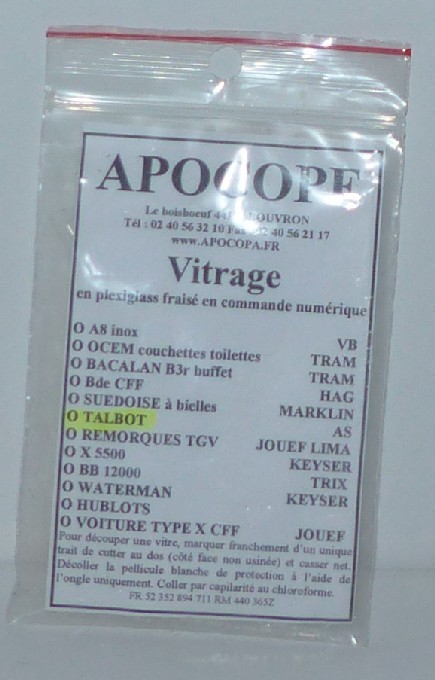 APOCOPE
Le boisboeuf OUVRON
Tél : 02 40 56 32 10 Fax 40 56 21 17
www.APOCOPA.FR
Vitrage
en plexiglass fraisé en commande numérique
O A8 inox VB
O OCEM couchettes toilettes TRAM
O BACALAN B3r buffet TRAM
O Bde CFF HAG
O SUEDOISE à bielles MARKLIN
O TALBOT AS
O REMORQUES TGV JOUEF LIMA
O X 5500 KEYSER
O BB 12000 TRIX
O WATERMAN KEYSER
O HUBLOTS
O VOITURE TYPE X CFF JOUEF
Pour découper une vitre, marquer franchement d'un unique
trait de cutter au dos (côté face non usinée) et casser net.
Décoller la pellicule blanche de protection à l'aide de
l'ongle uniquement. Coller par capilarité au chloroforme.
FR 52 352 894 711 RM 440 365Z